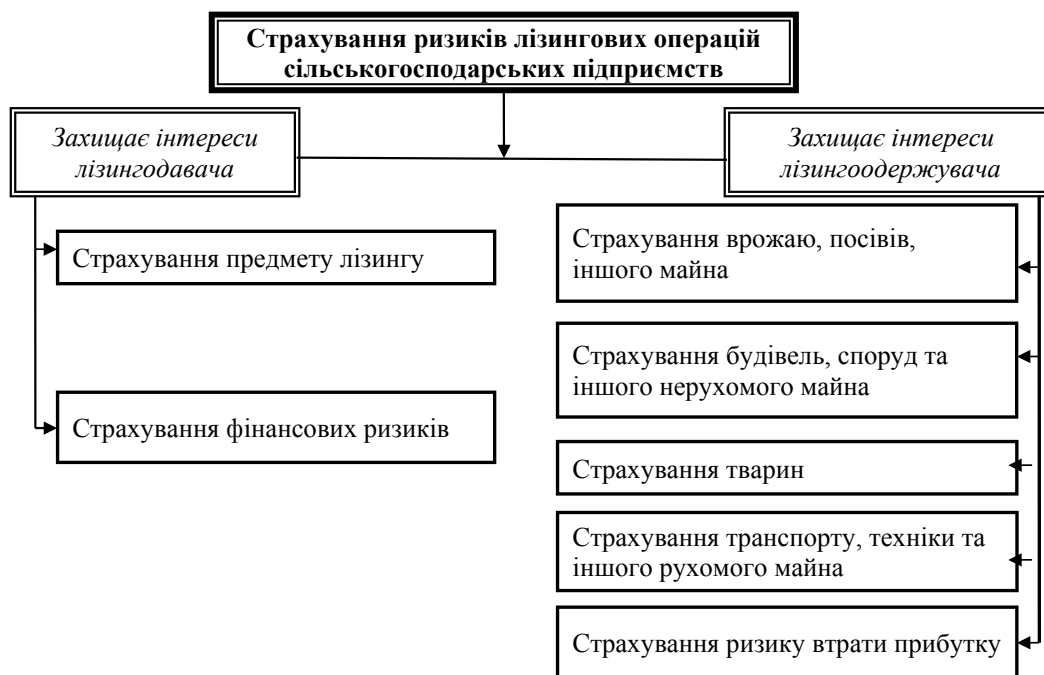 Страхування ризиків лізингових операцій
сільськогосподарських підприємств
Захищає інтереси
лізингодавача
Захищає інтереси
лізингоодержувача
Страхування предмету лізингу
Страхування фінансових ризиків
Страхування врожаю, посівів,
іншого майна
Страхування будівель, споруд та
іншого нерухомого майна
Страхування тварин
Страхування транспорту, техніки та
іншого рухомого майна
Страхування ризику втрати прибутку